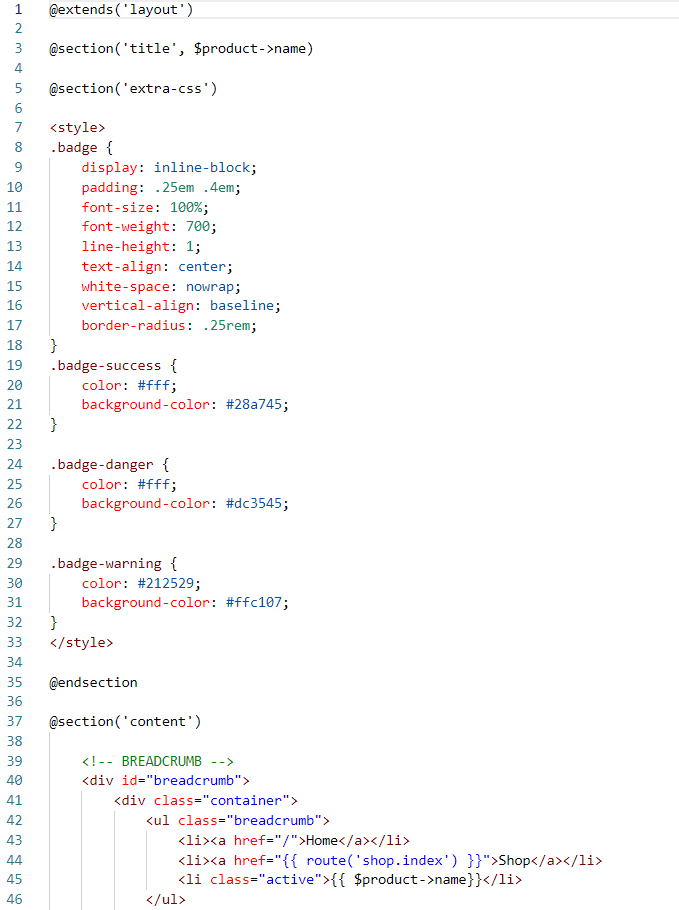 1 @extends('layout')
2
3 @section('title', $product->name)
4
5 @section('extra-css')
6
7 <style>
8 .badge {
9     display: inline-block;
10     padding: .25em .4em;
11     font-size: 100%;
12     font-weight: 700;
13     line-height: 1;
14     text-align: center;
15     white-space: nowrap;
16     vertical-align: baseline;
17     border-radius: .25rem;
18 }
19 .badge-success {
20     color: #fff;
21     background-color: #28a745;
22 }
23
24 .badge-danger {
25     color: #fff;
26     background-color: #dc3545;
27 }
28
29 .badge-warning {
30     color: #212529;
31     background-color: #ffc107;
32 }
33 </style>
34
35 @endsection
36
37 @section('content')
38
39     <!-- BREADCRUMB -->
40     <div id="breadcrumb">
41         <div class="container">
42             <ul class="breadcrumb">
43                 <li><a href="/">Home</a></li>
44                 <li><a href="{{ route('shop.index') }}">Shop</a></li>
45                 <li class="active">{{ $product->name}}</li>
46             </ul>